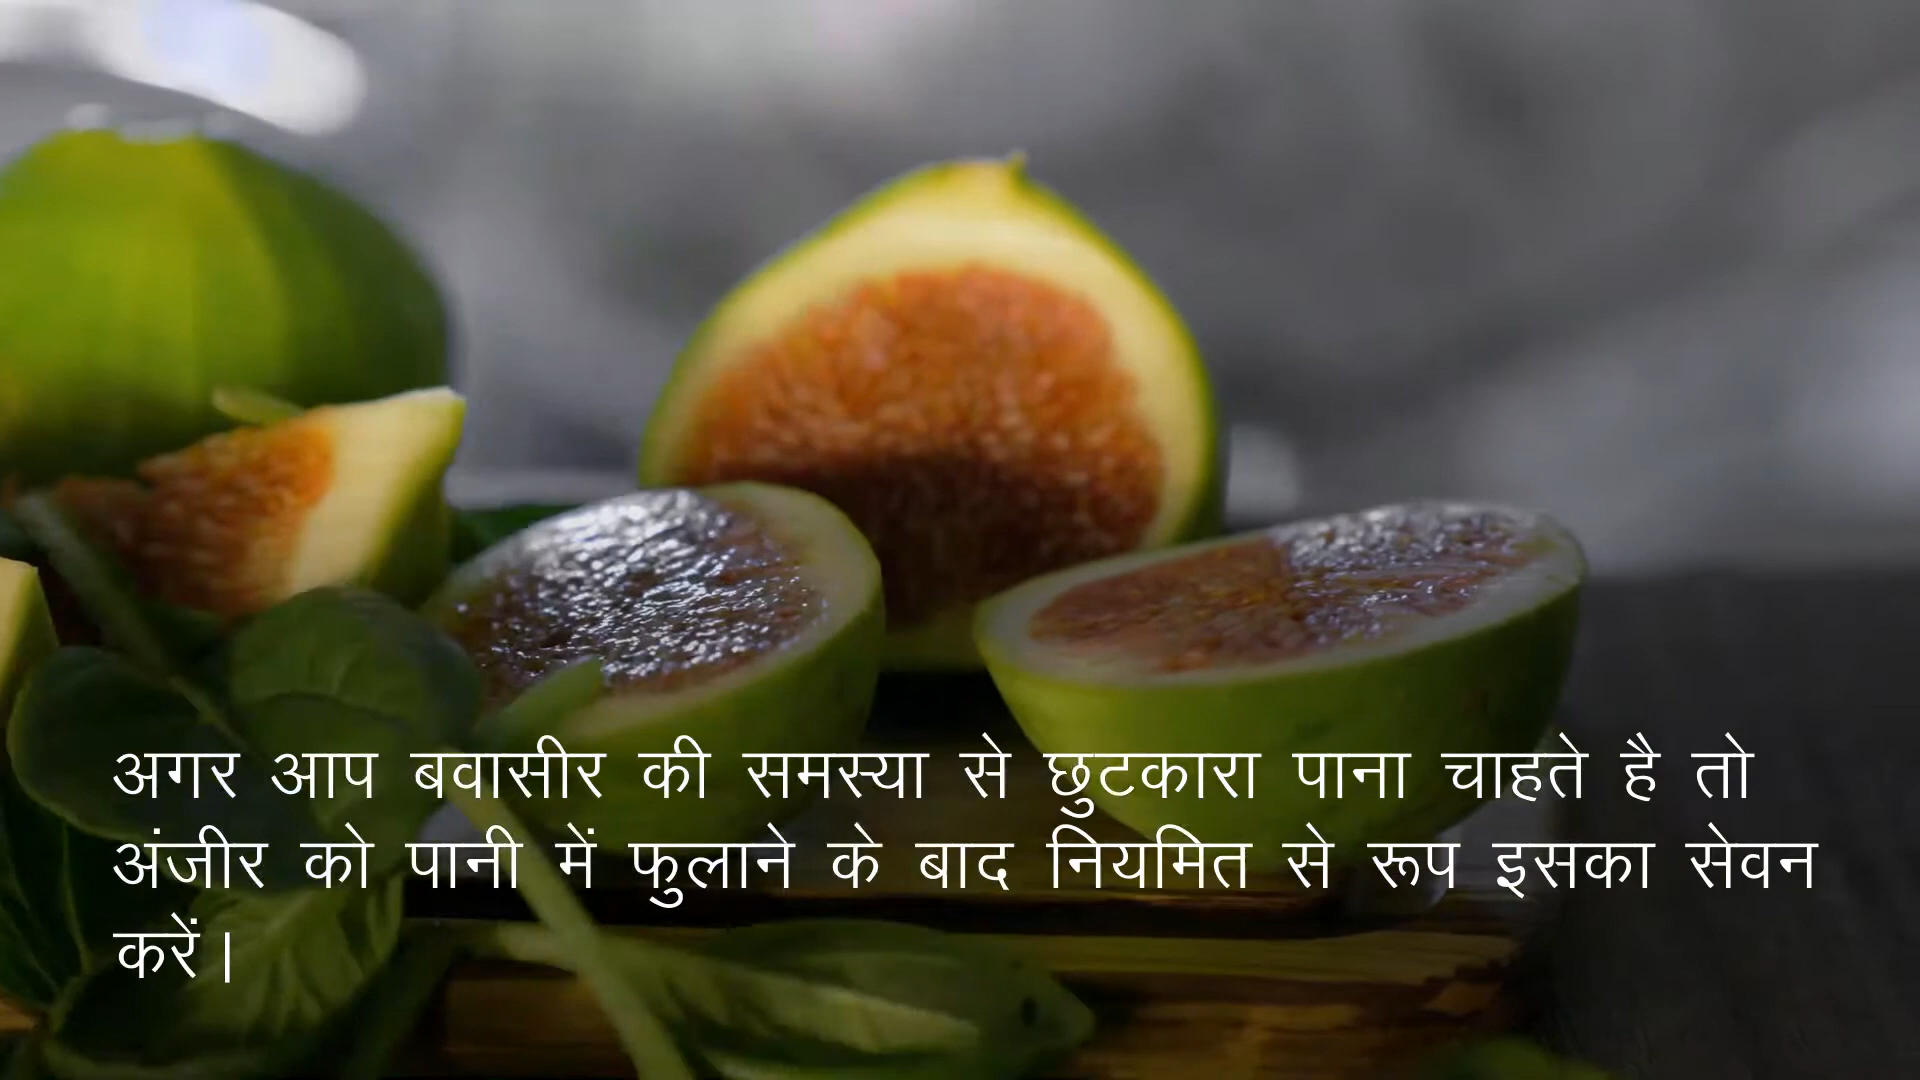 अगर आप बवासीर की समस्या से छुटकारा पाना चाहते है तो
अंजीर को पानी में फुलाने के बाद नियमित से रूप इसका सेवन
करें।